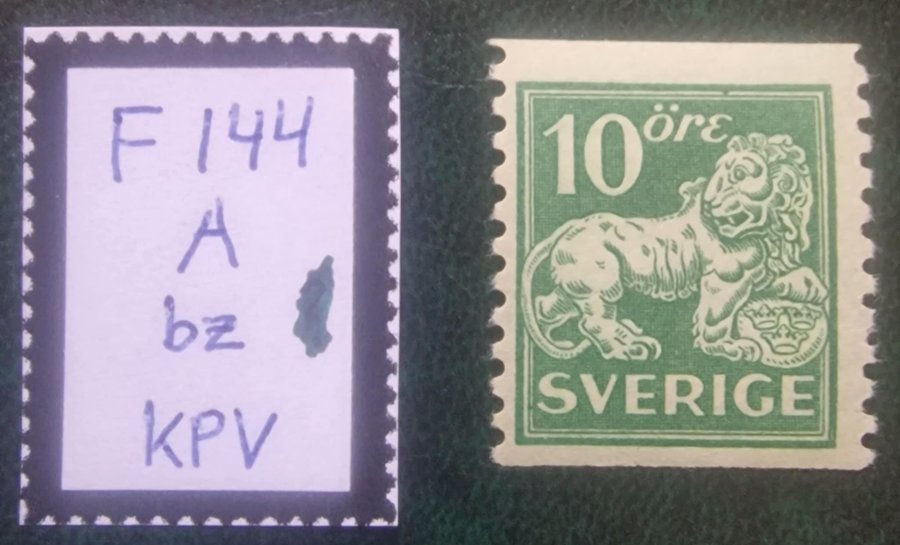 F 144
A
bz
KPV
10 öre
SVERIGE